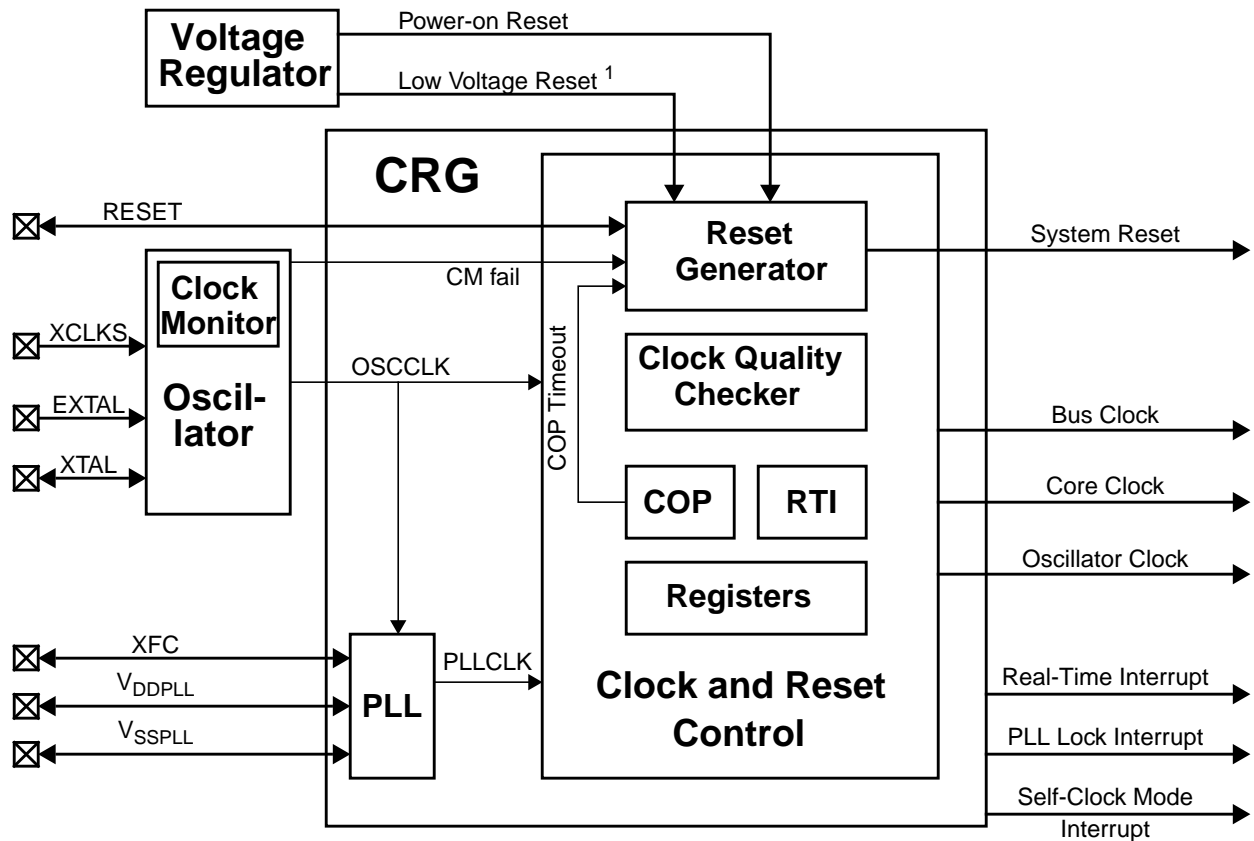 Voltage
Regulator
Power-on Reset
Low Voltage Reset 1
CRG
RESET
Reset
Generator
System Reset
CM fail
Clock
Monitor
XCLKS
OSCCLK
COP Timeout
Clock Quality
Checker
EXTAL
Oscil-
lator
Bus Clock
XTAL
COP
RTI
Core Clock
Oscillator Clock
Registers
XFC
PLLCLK
VDDPLL
PLL
Clock and Reset
Control
Real-Time Interrupt
VSSPLL
PLL Lock Interrupt
Self-Clock Mode
Interrupt